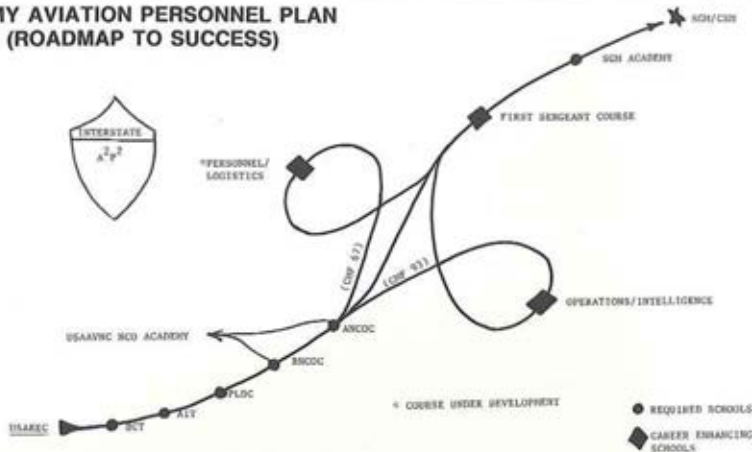 MY AVIATION PERSONNEL PLAN
(ROADMAP TO SUCCESS)
SGM/CSM
SGM ACADEMY
FIRST SERGEANT COURSE
INTERSTATE
A²P²
*PERSONNEL/
LOGISTICS
(CMF 67)
(CMF 93)
OPERATIONS/INTELLIGENCE
ANCOC
USAAVNC NCO ACADEMY
BNCOC
PLDC
AIT
BCT
USAREC
* COURSE UNDER DEVELOPMENT
REQUIRED SCHOOLS
CAREER ENHANCING
SCHOOLS